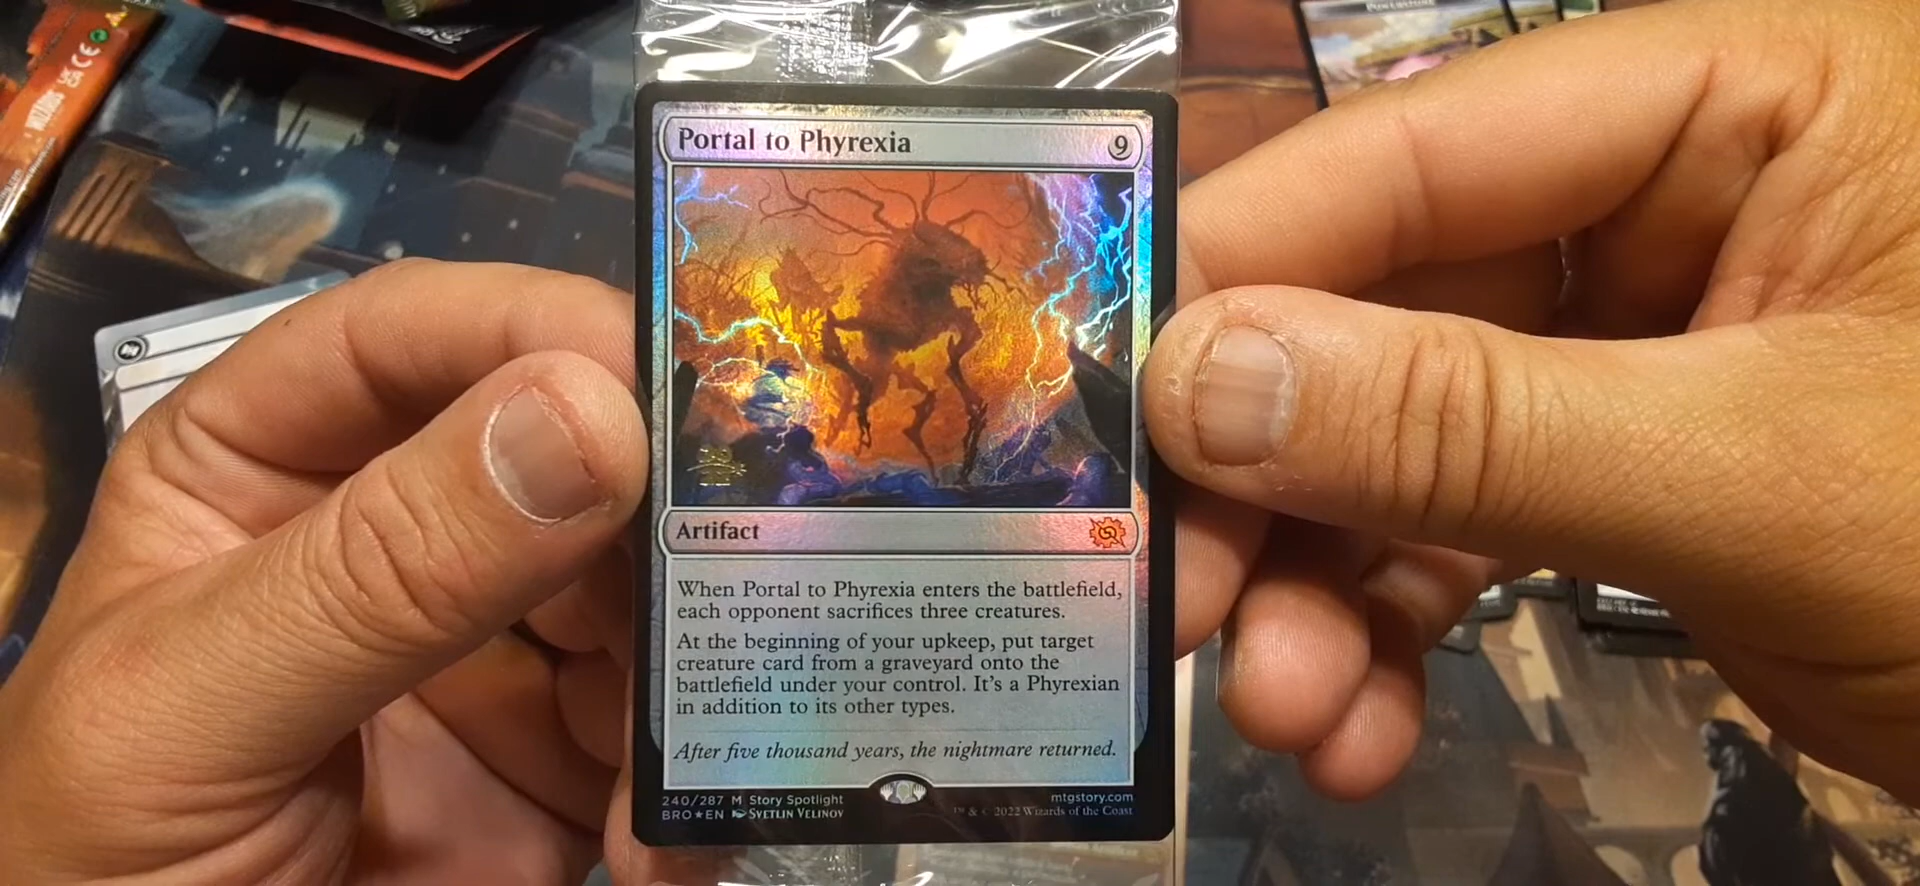 WIZARDS
Portal to Phyrexia
9
Artifact
When Portal to Phyrexia enters the battlefield,
each opponent sacrifices three creatures.
At the beginning of your upkeep, put target
creature card from a graveyard onto the
battlefield under your control. It's a Phyrexian
in addition to its other types.
After five thousand years, the nightmare returned.
240/287 M Story Spotlight
mtgstory.com
BRO★EN SVETLIN VELINOV
™ & © 2022 Wizards of the Coast